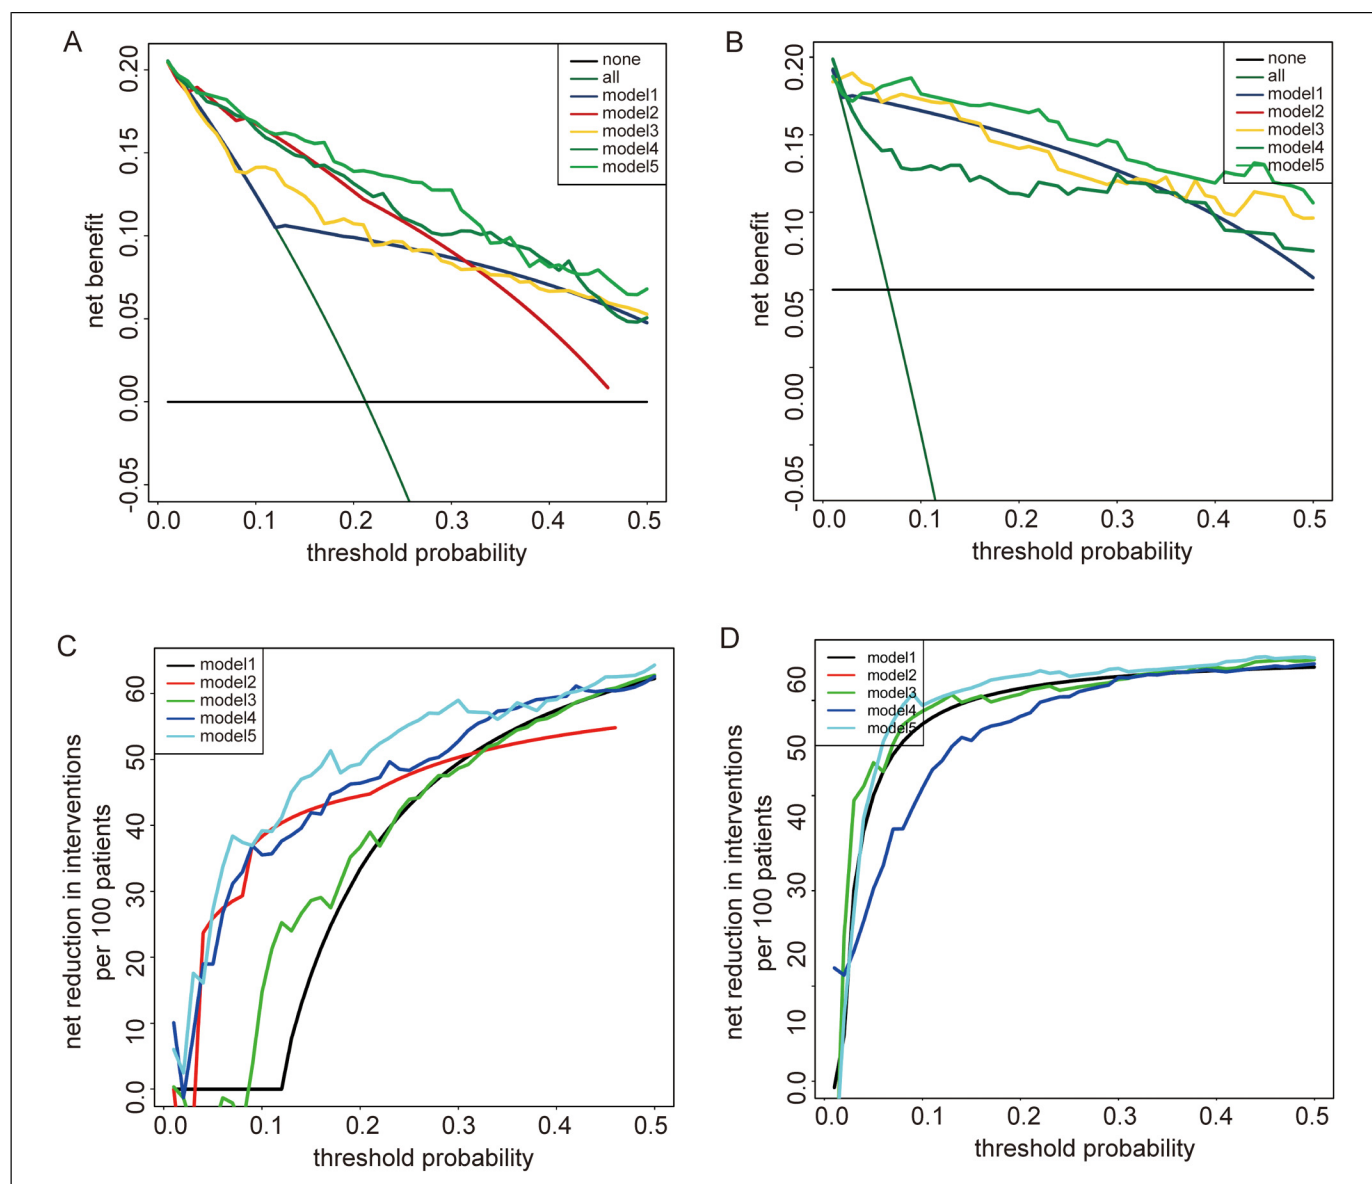 A
none
all
model1
model2
model3
model4
model5
net benefit
0.20
0.15
0.10
0.05
0.00
-0.05
0.0 0.1 0.2 0.3 0.4 0.5
threshold probability
B
none
all
model1
model2
model3
model4
model5
net benefit
0.20
0.15
0.10
0.05
0.00
-0.05
0.0 0.1 0.2 0.3 0.4 0.5
threshold probability
C
model1
model2
model3
model4
model5
net reduction in interventions
per 100 patients
60
50
40
30
20
10
0.0
0.0 0.1 0.2 0.3 0.4 0.5
threshold probability
D
model1
model2
model3
model4
model5
net reduction in interventions
per 100 patients
60
50
40
30
20
10
0.0
0.0 0.1 0.2 0.3 0.4 0.5
threshold probability